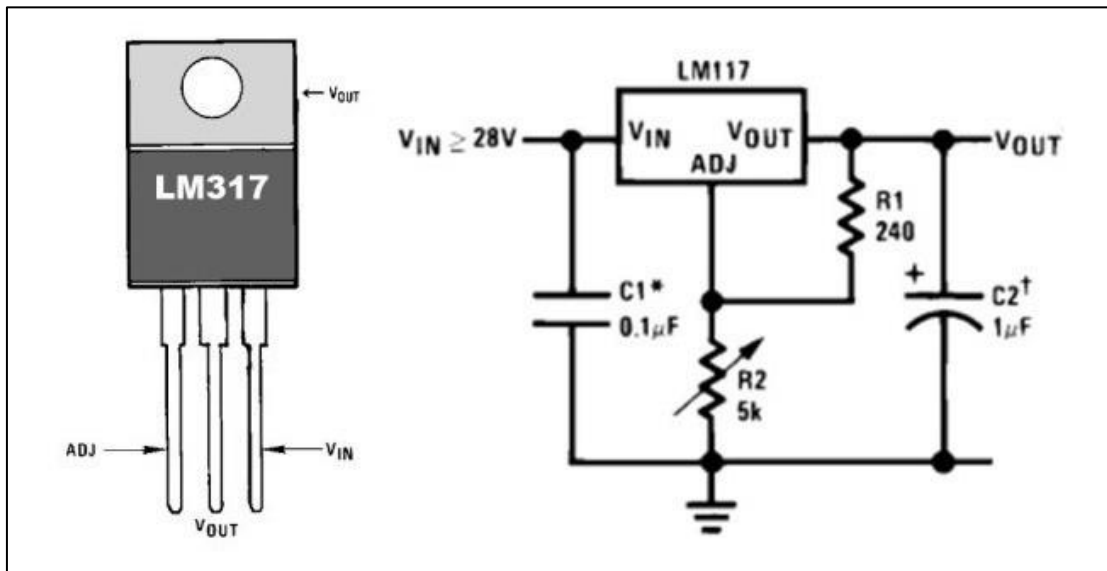 ← VOUT
LM317
ADJ
VIN
VOUT
LM117
VIN ≥ 28V
VIN
VOUT
ADJ
VOUT
R1
240
C1*
0.1μF
R2
5k
+
C2†
1μF